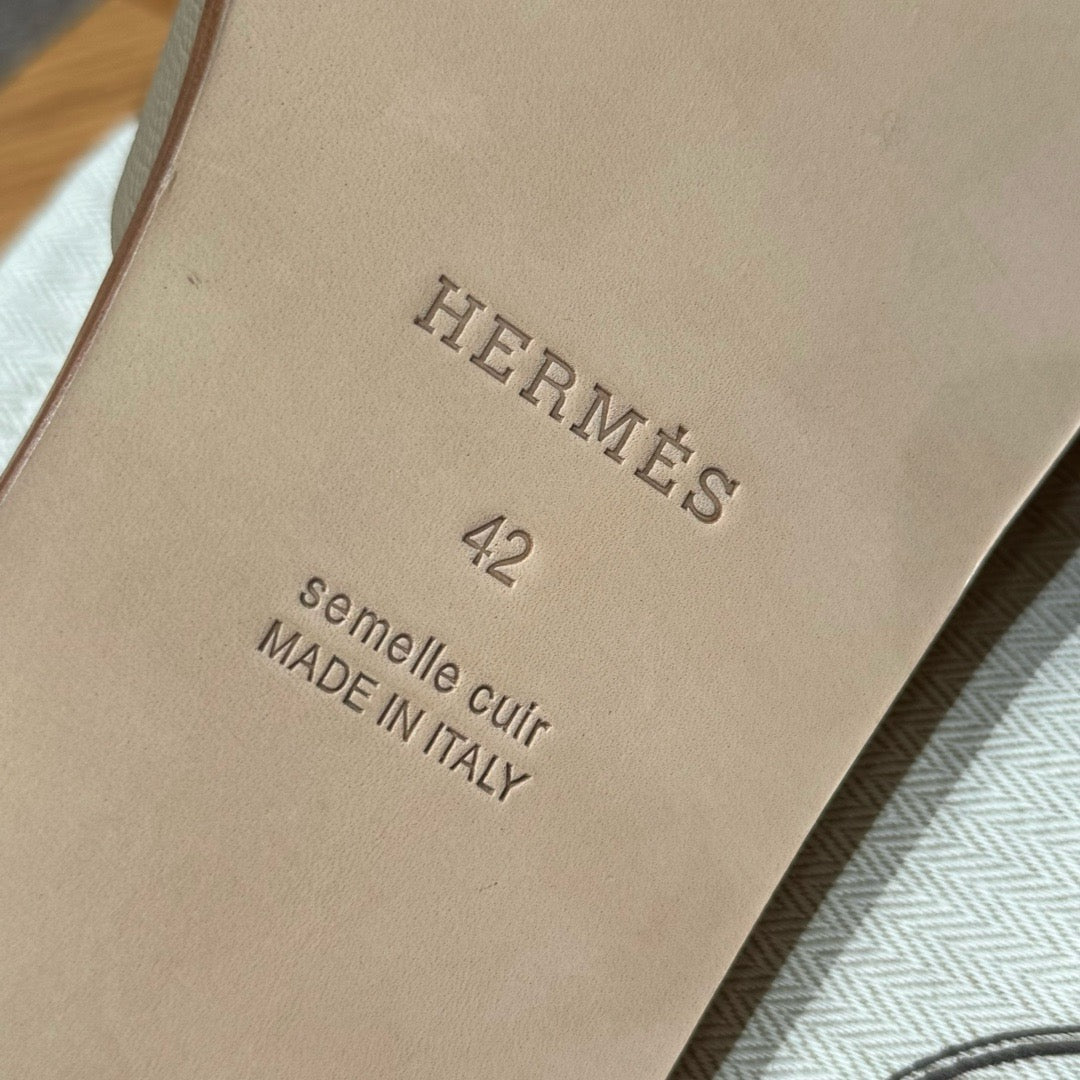 HERMÈS
42
semelle cuir
MADE IN ITALY